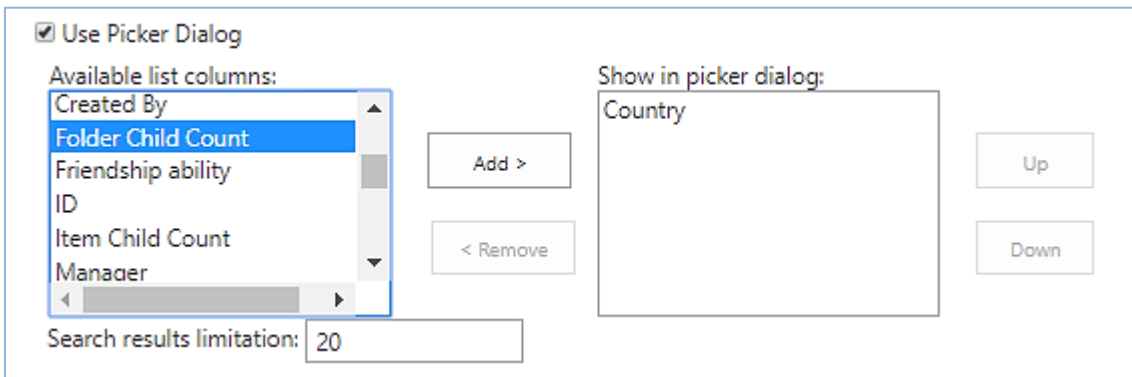 Use Picker Dialog
Available list columns:
Show in picker dialog:
Created By
Folder Child Count
Friendship ability
ID
Item Child Count
Manager
Add >
< Remove
Country
Up
Down
Search results limitation: 20